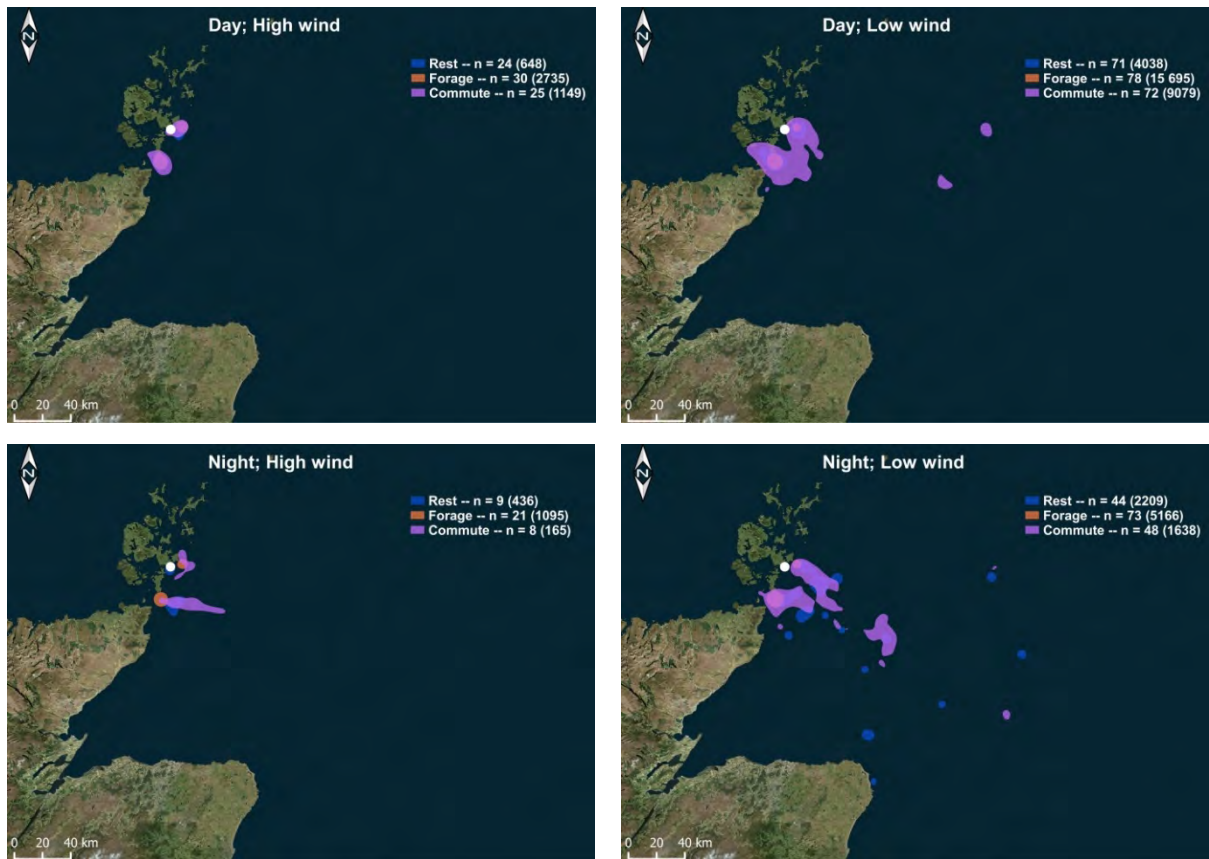 Day; High wind
N
Rest -- n = 24 (648)
Forage -- n = 30 (2735)
Commute -- n = 25 (1149)
0 20 40 km
Day; Low wind
N
Rest -- n = 71 (4038)
Forage -- n = 78 (15 695)
Commute -- n = 72 (9079)
0 20 40 km
Night; High wind
N
Rest -- n = 9 (436)
Forage -- n = 21 (1095)
Commute -- n = 8 (165)
0 20 40 km
Night; Low wind
N
Rest -- n = 44 (2209)
Forage -- n = 73 (5166)
Commute -- n = 48 (1638)
0 20 40 km